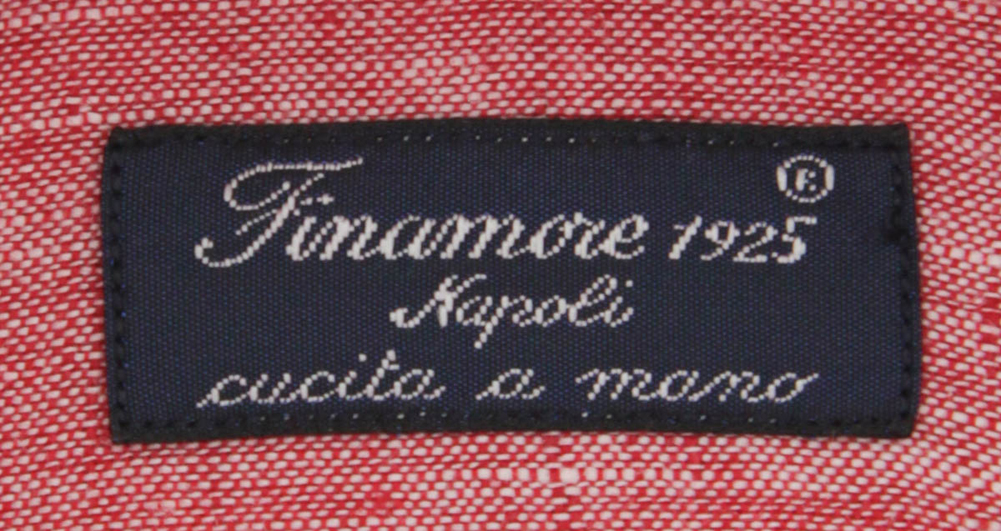 Finamore 1925®
Napoli
cucita a mano